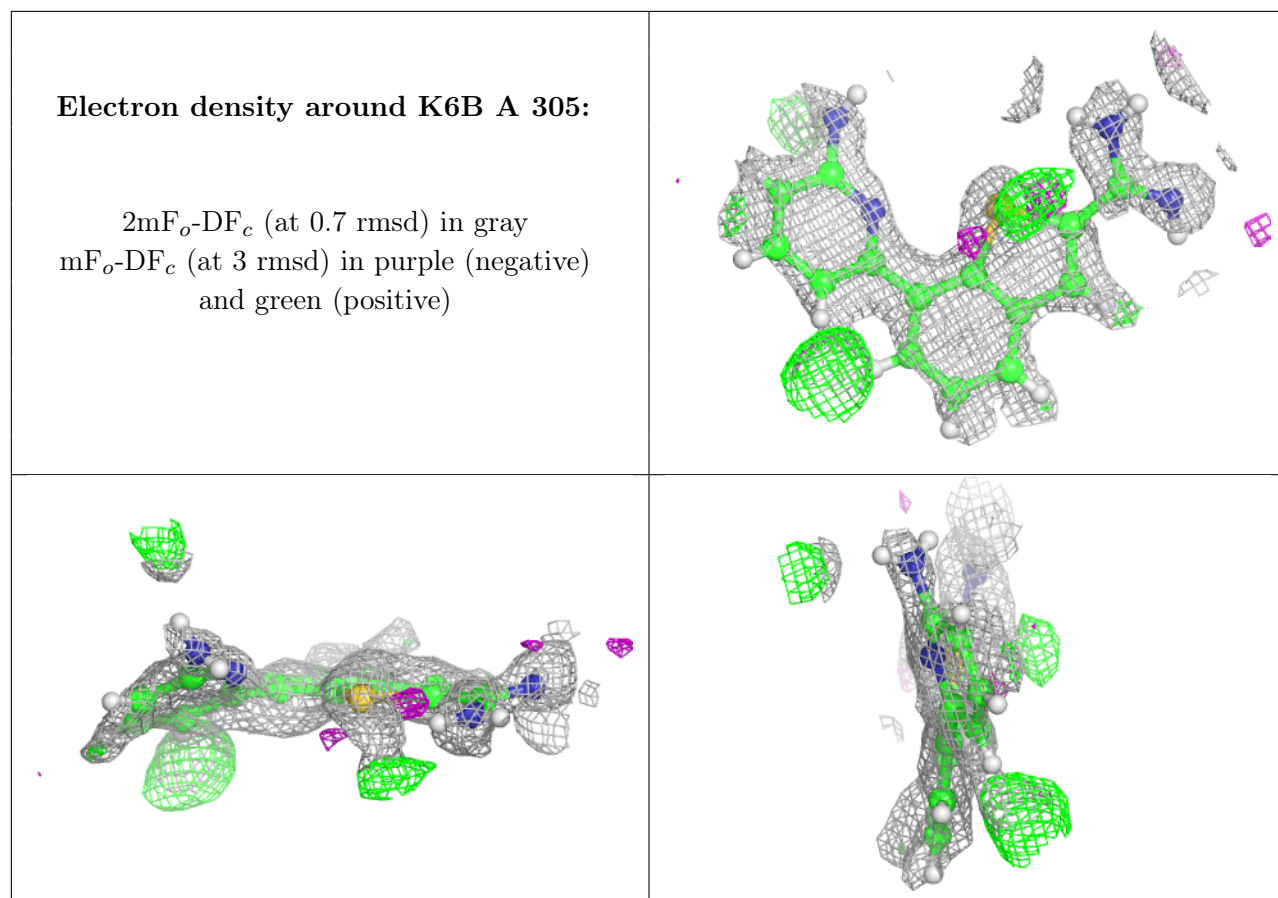 Electron density around K6B A 305:
2mFo-DFc (at 0.7 rmsd) in gray
mFo-DFc (at 3 rmsd) in purple (negative)
and green (positive)